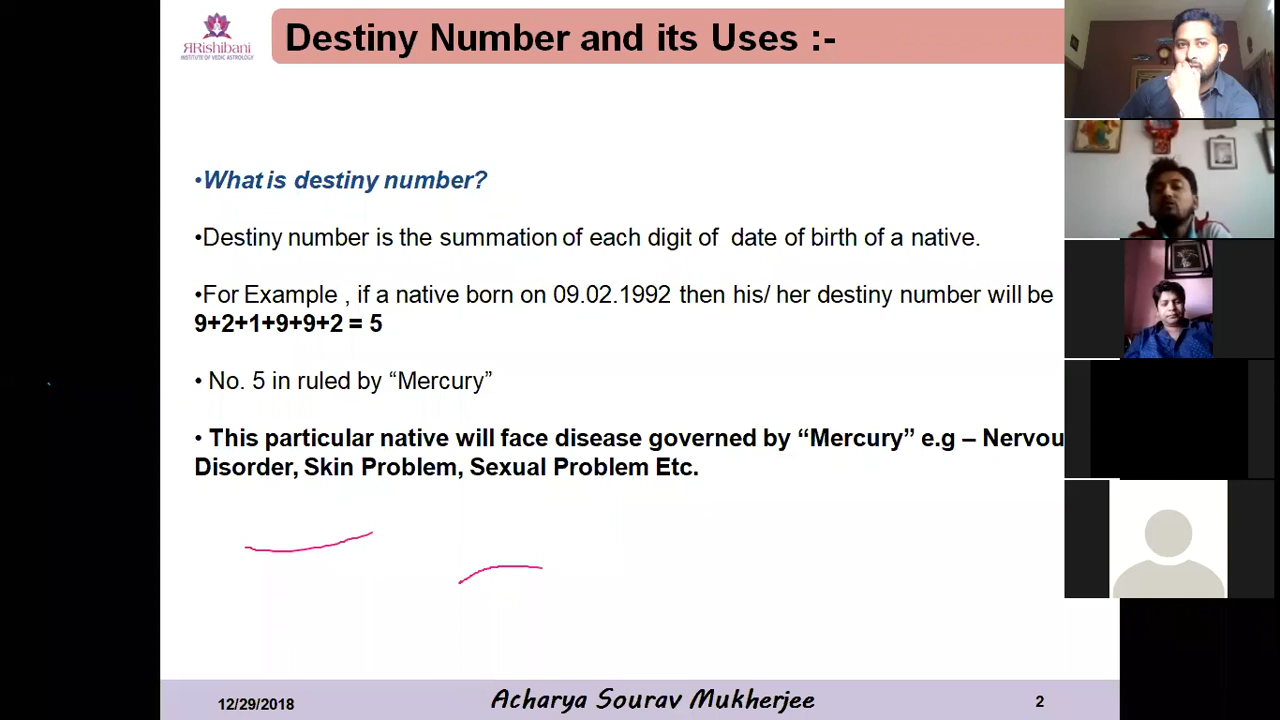 ЯRishibani
INSTITUTE OF VEDIC ASTROLOGY
Destiny Number and its Uses :-
•What is destiny number?
•Destiny number is the summation of each digit of date of birth of a native.
•For Example , if a native born on 09.02.1992 then his/ her destiny number will be
9+2+1+9+9+2 = 5
• No. 5 in ruled by “Mercury”
• This particular native will face disease governed by “Mercury” e.g – Nervou
Disorder, Skin Problem, Sexual Problem Etc.
12/29/2018
Acharya Sourav Mukherjee
2